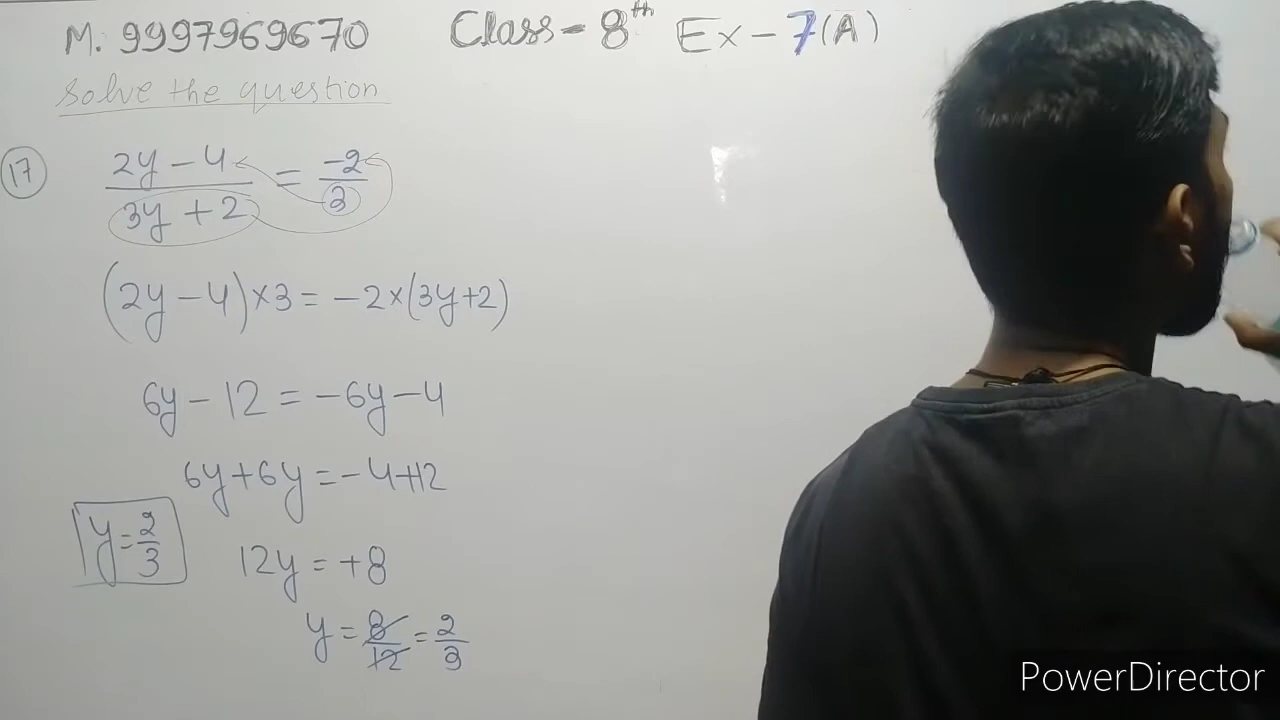 M. 9997969670 Class - 8th Ex - 7(A)
Solve the question
17 (2y - 4)/(3y + 2) = -2/3
(2y - 4) × 3 = -2 × (3y + 2)
6y - 12 = -6y - 4
6y + 6y = -4 + 12
y = 2/3
12y = +8
y = 8/12 = 2/3
PowerDirector